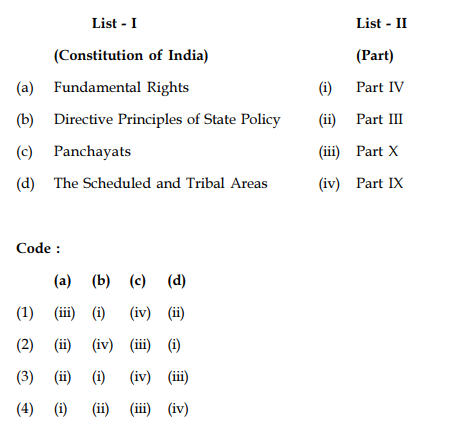 List - I List - II
(Constitution of India) (Part)
(a) Fundamental Rights (i) Part IV
(b) Directive Principles of State Policy (ii) Part III
(c) Panchayats (iii) Part X
(d) The Scheduled and Tribal Areas (iv) Part IX
Code :
(a) (b) (c) (d)
(1) (iii) (i) (iv) (ii)
(2) (ii) (iv) (iii) (i)
(3) (ii) (i) (iv) (iii)
(4) (i) (ii) (iii) (iv)